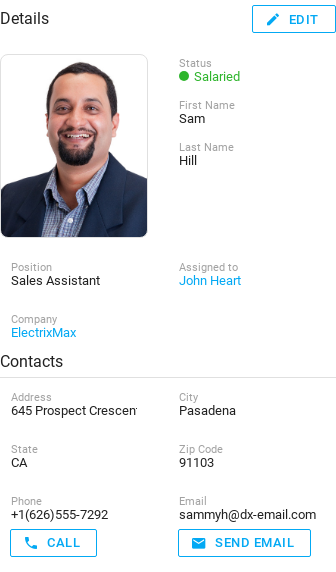 Details
EDIT
Status
Salaried
First Name
Sam
Last Name
Hill
Position
Sales Assistant
Assigned to
John Heart
Company
ElectrixMax
Contacts
Address
645 Prospect Crescen
City
Pasadena
State
CA
Zip Code
91103
Phone
+1(626)555-7292
Email
sammyh@dx-email.com
CALL
SEND EMAIL